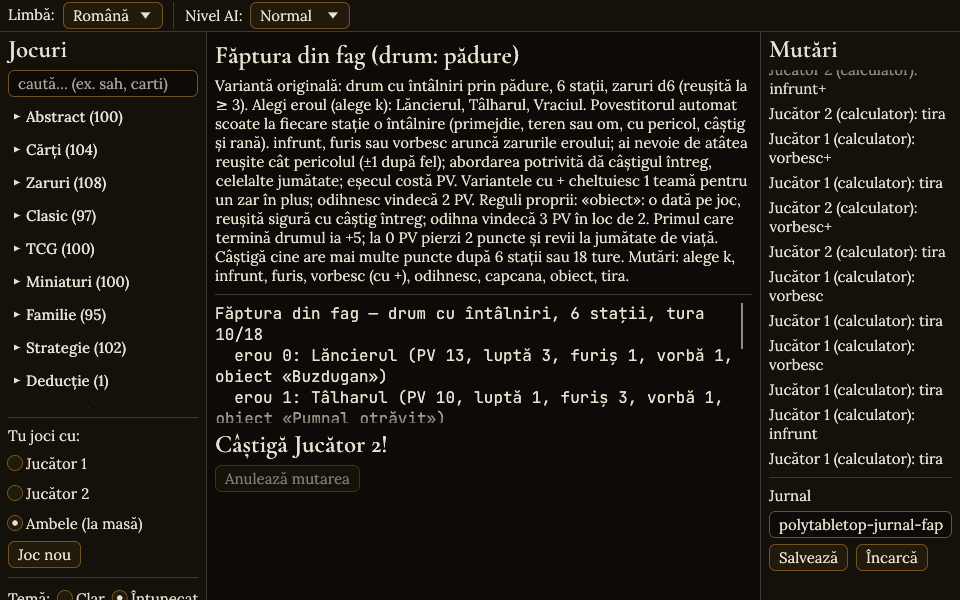 Limbă: Română ▼ Nivel AI: Normal ▼
Jocuri
caută... (ex. sah, carti)
▸ Abstract (100)
▸ Cărți (104)
▸ Zaruri (108)
▸ Clasic (97)
▸ TCG (100)
▸ Miniaturi (100)
▸ Familie (95)
▸ Strategie (102)
▸ Deducție (1)
Tu joci cu:
Jucător 1
Jucător 2
Ambele (la masă)
Joc nou
Temă: Clar Întunecat
Făptura din fag (drum: pădure)
Variantă originală: drum cu întâlniri prin pădure, 6 stații, zaruri d6 (reușită la
≥ 3). Alegi eroul (alege k): Lăncierul, Tâlharul, Vraciul. Povestitorul automat
scoate la fiecare stație o întâlnire (primejdie, teren sau om, cu pericol, câștig
și rană). infrunt, furis sau vorbesc aruncă zarurile eroului; ai nevoie de atâtea
reușite cât pericolul (±1 după fel); abordarea potrivită dă câștigul întreg,
celelalte jumătate; eșecul costă PV. Variantele cu + cheltuiesc 1 teamă pentru
un zar în plus; odihnesc vindecă 2 PV. Reguli proprii: «obiect»: o dată pe joc,
reușită sigură cu câștig întreg; odihna vindecă 3 PV în loc de 2. Primul care
termină drumul ia +5; la 0 PV pierzi 2 puncte și revii la jumătate de viață.
Câștigă cine are mai multe puncte după 6 stații sau 18 ture. Mutări: alege k,
infrunt, furis, vorbesc (cu +), odihnesc, capcana, obiect, tira.
Făptura din fag — drum cu întâlniri, 6 stații, tura
10/18
erou 0: Lăncierul (PV 13, luptă 3, furiș 1, vorbă 1,
obiect «Buzdugan»)
erou 1: Tâlharul (PV 10, luptă 1, furiș 3, vorbă 1,
obiect «Pumnal otrăvit»)
Câștigă Jucător 2!
Anulează mutarea
Mutări
Jucător 2 (calculator):
infrunt+
Jucător 2 (calculator): tira
Jucător 1 (calculator):
vorbesc+
Jucător 1 (calculator): tira
Jucător 2 (calculator):
vorbesc+
Jucător 2 (calculator): tira
Jucător 1 (calculator):
vorbesc
Jucător 1 (calculator): tira
Jucător 1 (calculator):
vorbesc
Jucător 1 (calculator): tira
Jucător 1 (calculator):
infrunt
Jucător 1 (calculator): tira
Jurnal
polytabletop-jurnal-fap
Salvează Încarcă